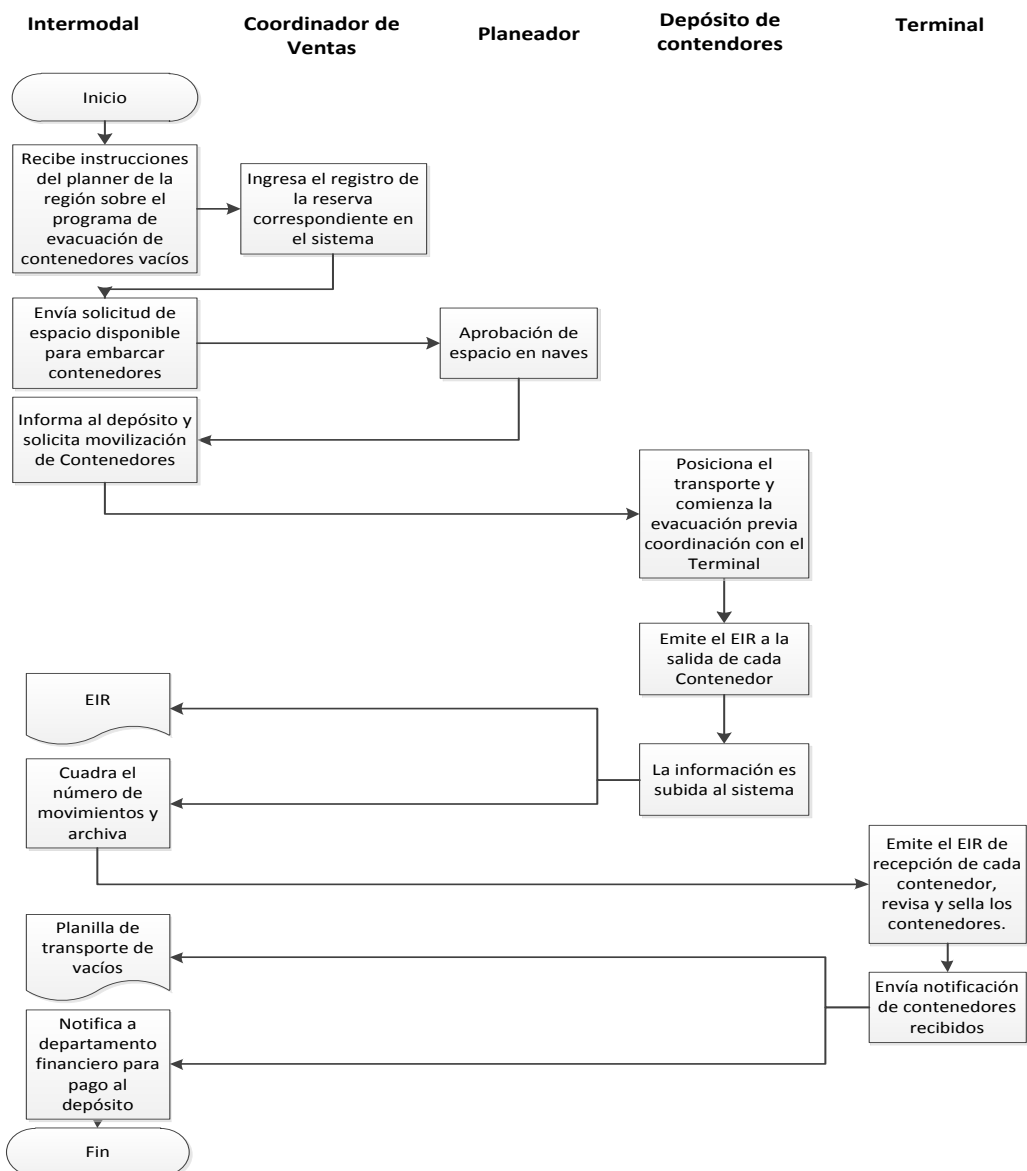 Intermodal
Coordinador de
Ventas
Planeador
Depósito de
contendores
Terminal
Inicio
Recibe instrucciones
del planner de la
región sobre el
programa de
evacuación de
contenedores vacíos
Ingresa el registro de
la reserva
correspondiente en
el sistema
Envía solicitud de
espacio disponible
para embarcar
contenedores
Aprobación de
espacio en naves
Informa al depósito y
solicita movilización
de Contenedores
Posiciona el
transporte y
comienza la
evacuación previa
coordinación con el
Terminal
Emite el EIR a la
salida de cada
Contenedor
EIR
La información es
subida al sistema
Cuadra el
número de
movimientos y
archiva
Emite el EIR de
recepción de cada
contenedor,
revisa y sella los
contenedores.
Planilla de
transporte de
vacíos
Envía notificación
de contenedores
recibidos
Notifica a
departamento
financiero para
pago al
depósito
Fin